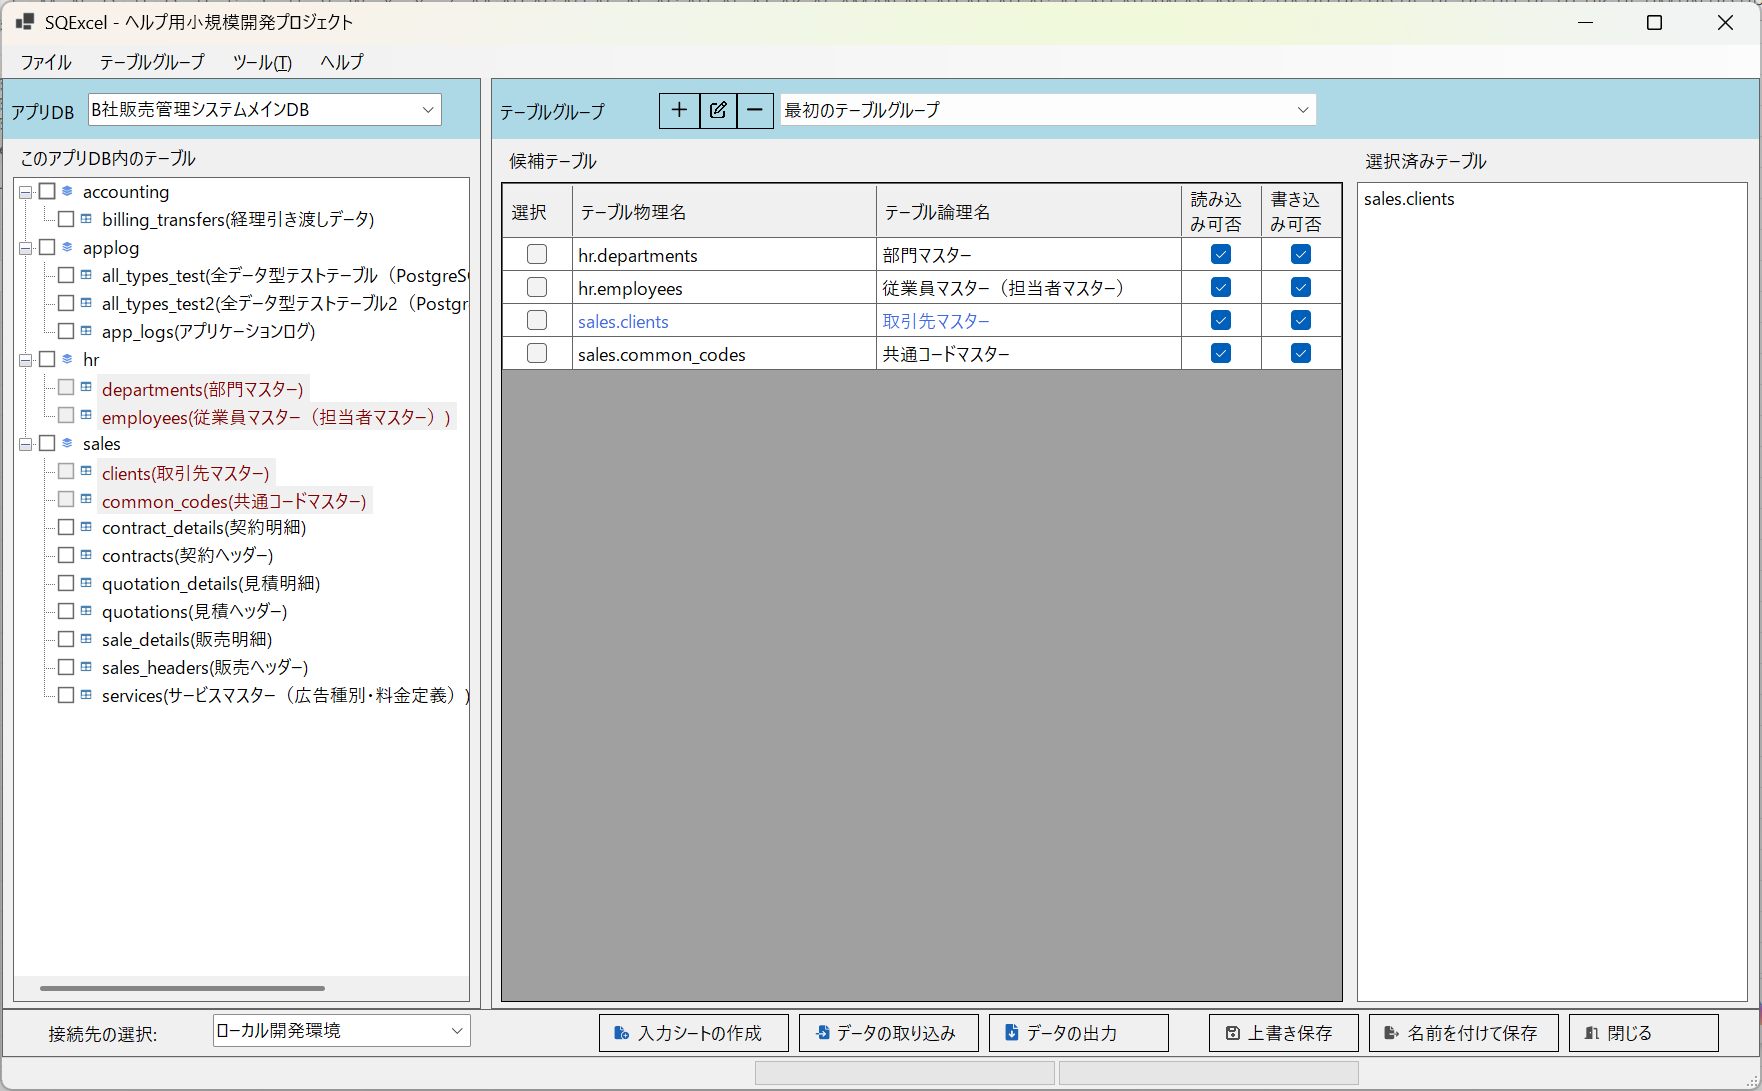 SQExcel - ヘルプ用小規模開発プロジェクト
ファイル テーブルグループ ツール(T) ヘルプ
アプリDB B社販売管理システムメインDB
このアプリDB内のテーブル
accounting
billing_transfers(経理引き渡しデータ)
applog
all_types_test(全データ型テストテーブル（PostgreS
all_types_test2(全データ型テストテーブル2（Postgr
app_logs(アプリケーションログ)
hr
departments(部門マスター)
employees(従業員マスター（担当者マスター）)
sales
clients(取引先マスター)
common_codes(共通コードマスター)
contract_details(契約明細)
contracts(契約ヘッダー)
quotation_details(見積明細)
quotations(見積ヘッダー)
sale_details(販売明細)
sales_headers(販売ヘッダー)
services(サービスマスター（広告種別・料金定義）)
テーブルグループ 最初のテーブルグループ
候補テーブル
選択 テーブル物理名 テーブル論理名 読み込み可否 書き込み可否
hr.departments 部門マスター
hr.employees 従業員マスター（担当者マスター）
sales.clients 取引先マスター
sales.common_codes 共通コードマスター
選択済みテーブル
sales.clients
接続先の選択: ローカル開発環境
入力シートの作成 データの取り込み データの出力 上書き保存 名前を付けて保存 閉じる